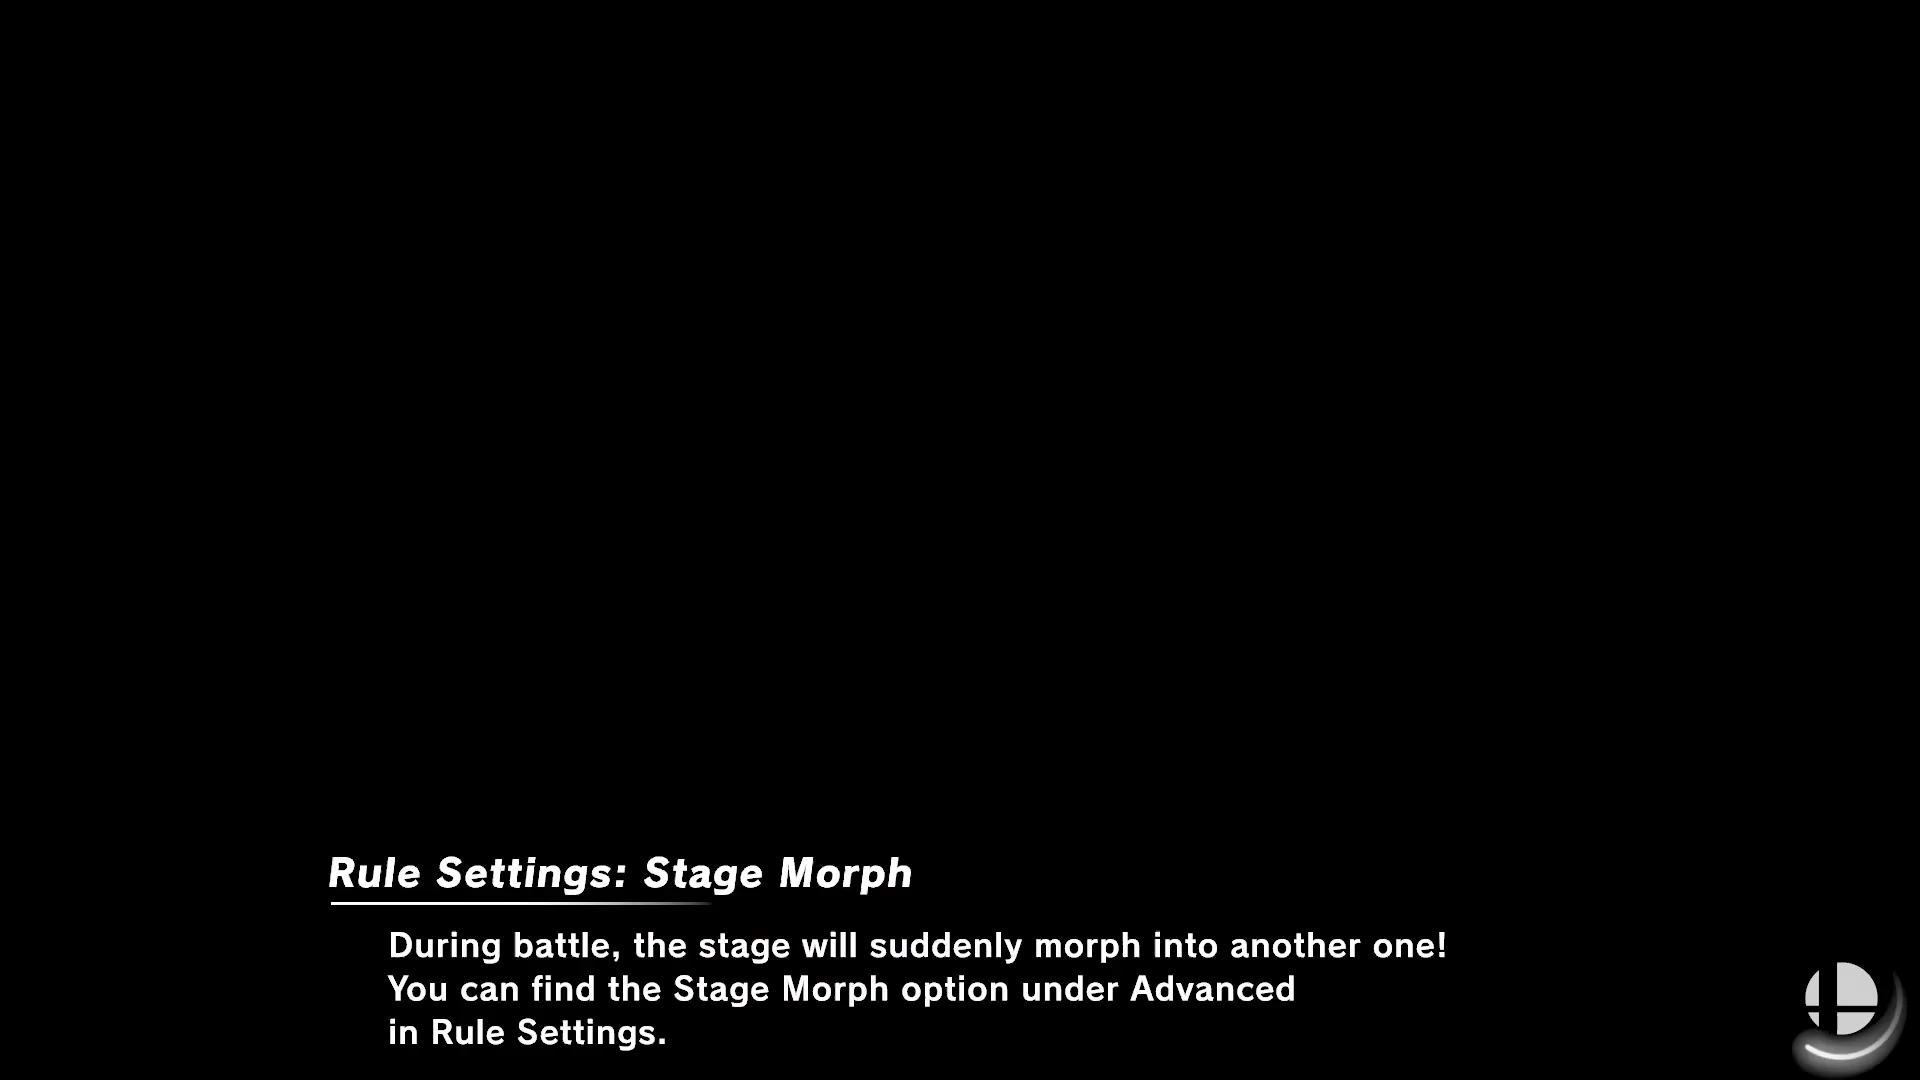 Rule Settings: Stage Morph
During battle, the stage will suddenly morph into another one!
You can find the Stage Morph option under Advanced
in Rule Settings.